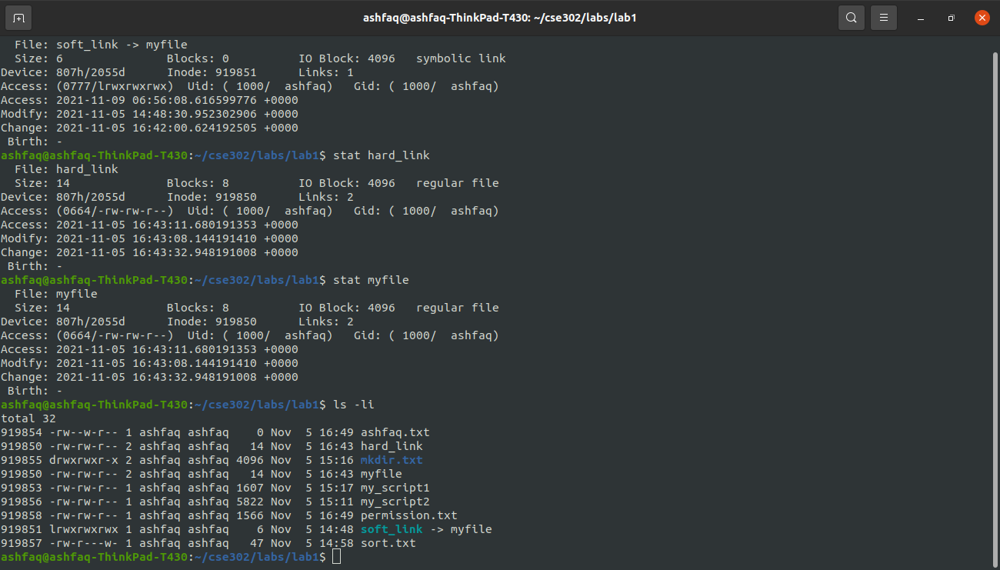 ashfaq@ashfaq-ThinkPad-T430: ~/cse302/labs/lab1
  File: soft_link -> myfile
  Size: 6               Blocks: 0          IO Block: 4096   symbolic link
Device: 807h/2055d      Inode: 919851      Links: 1
Access: (0777/lrwxrwxrwx)  Uid: ( 1000/  ashfaq)   Gid: ( 1000/  ashfaq)
Access: 2021-11-09 06:56:08.616599776 +0000
Modify: 2021-11-05 14:48:30.952302906 +0000
Change: 2021-11-05 16:42:00.624192505 +0000
 Birth: -
ashfaq@ashfaq-ThinkPad-T430:~/cse302/labs/lab1$ stat hard_link
  File: hard_link
  Size: 14              Blocks: 8          IO Block: 4096   regular file
Device: 807h/2055d      Inode: 919850      Links: 2
Access: (0664/-rw-rw-r--)  Uid: ( 1000/  ashfaq)   Gid: ( 1000/  ashfaq)
Access: 2021-11-05 16:43:11.680191353 +0000
Modify: 2021-11-05 16:43:08.144191410 +0000
Change: 2021-11-05 16:43:32.948191008 +0000
 Birth: -
ashfaq@ashfaq-ThinkPad-T430:~/cse302/labs/lab1$ stat myfile
  File: myfile
  Size: 14              Blocks: 8          IO Block: 4096   regular file
Device: 807h/2055d      Inode: 919850      Links: 2
Access: (0664/-rw-rw-r--)  Uid: ( 1000/  ashfaq)   Gid: ( 1000/  ashfaq)
Access: 2021-11-05 16:43:11.680191353 +0000
Modify: 2021-11-05 16:43:08.144191410 +0000
Change: 2021-11-05 16:43:32.948191008 +0000
 Birth: -
ashfaq@ashfaq-ThinkPad-T430:~/cse302/labs/lab1$ ls -li
total 32
919854 -rw--w-r-- 1 ashfaq ashfaq    0 Nov  5 16:49 ashfaq.txt
919850 -rw-rw-r-- 2 ashfaq ashfaq   14 Nov  5 16:43 hard_link
919855 drwxrwxr-x 2 ashfaq ashfaq 4096 Nov  5 15:16 mkdir.txt
919850 -rw-rw-r-- 2 ashfaq ashfaq   14 Nov  5 16:43 myfile
919853 -rw-rw-r-- 1 ashfaq ashfaq 1607 Nov  5 15:17 my_script1
919856 -rw-rw-r-- 1 ashfaq ashfaq 5822 Nov  5 15:11 my_script2
919858 -rw-rw-r-- 1 ashfaq ashfaq 1566 Nov  5 16:49 permission.txt
919851 lrwxrwxrwx 1 ashfaq ashfaq    6 Nov  5 14:48 soft_link -> myfile
919857 -rw-r---w- 1 ashfaq ashfaq   47 Nov  5 14:58 sort.txt
ashfaq@ashfaq-ThinkPad-T430:~/cse302/labs/lab1$